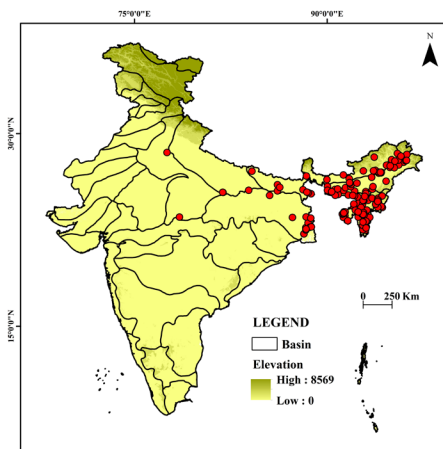 75°0'0"E 90°0'0"E
N
30°0'0"N
15°0'0"N
0 250 Km
LEGEND
Basin
Elevation
High : 8569
Low : 0